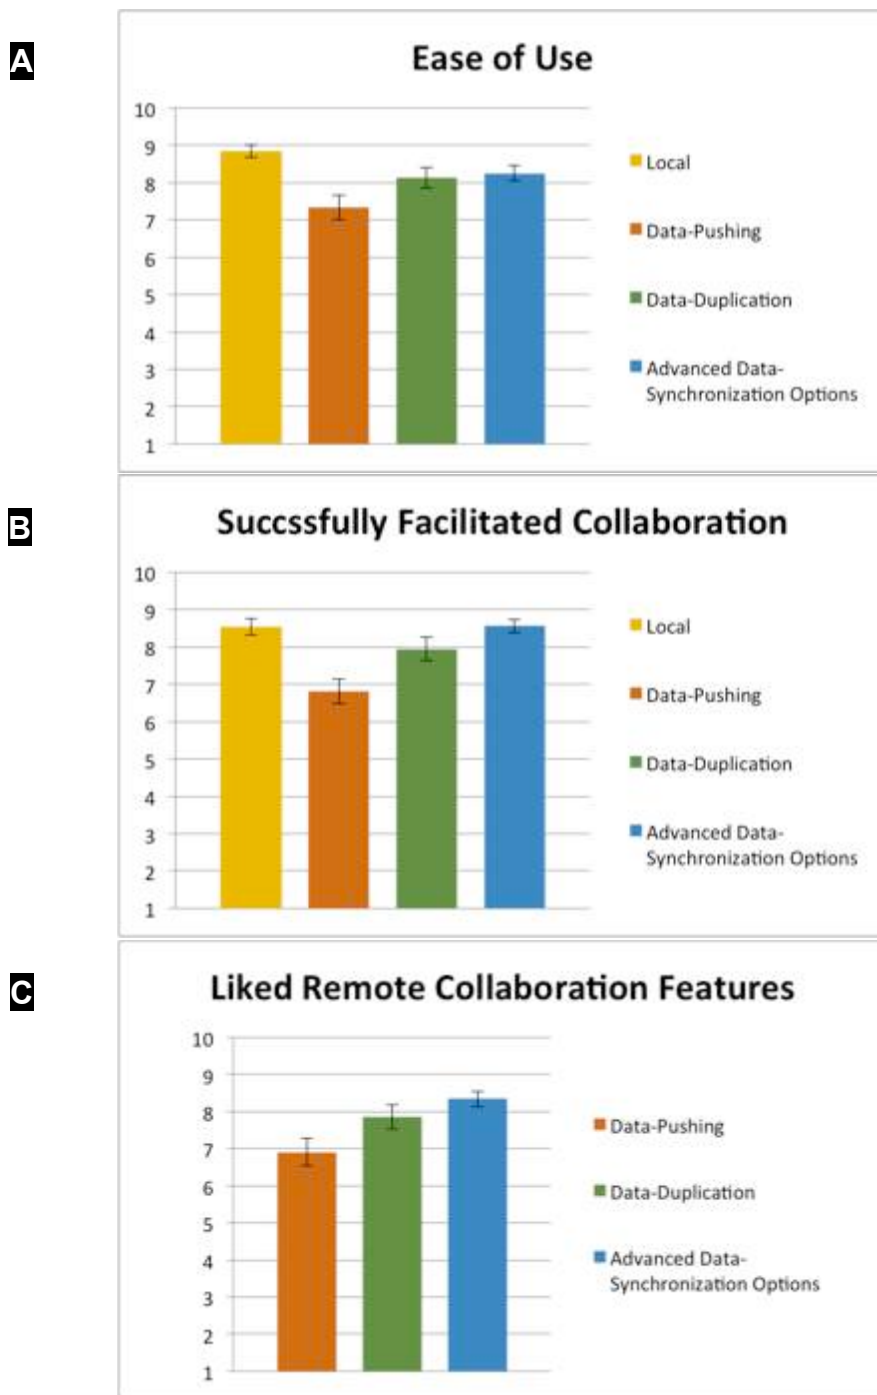 A
Ease of Use
10
9
8
7
6
5
4
3
2
1
Local
Data-Pushing
Data-Duplication
Advanced Data-
Synchronization Options
B
Succssfully Facilitated Collaboration
10
9
8
7
6
5
4
3
2
1
Local
Data-Pushing
Data-Duplication
Advanced Data-
Synchronization Options
C
Liked Remote Collaboration Features
10
9
8
7
6
5
4
3
2
1
Data-Pushing
Data-Duplication
Advanced Data-
Synchronization Options